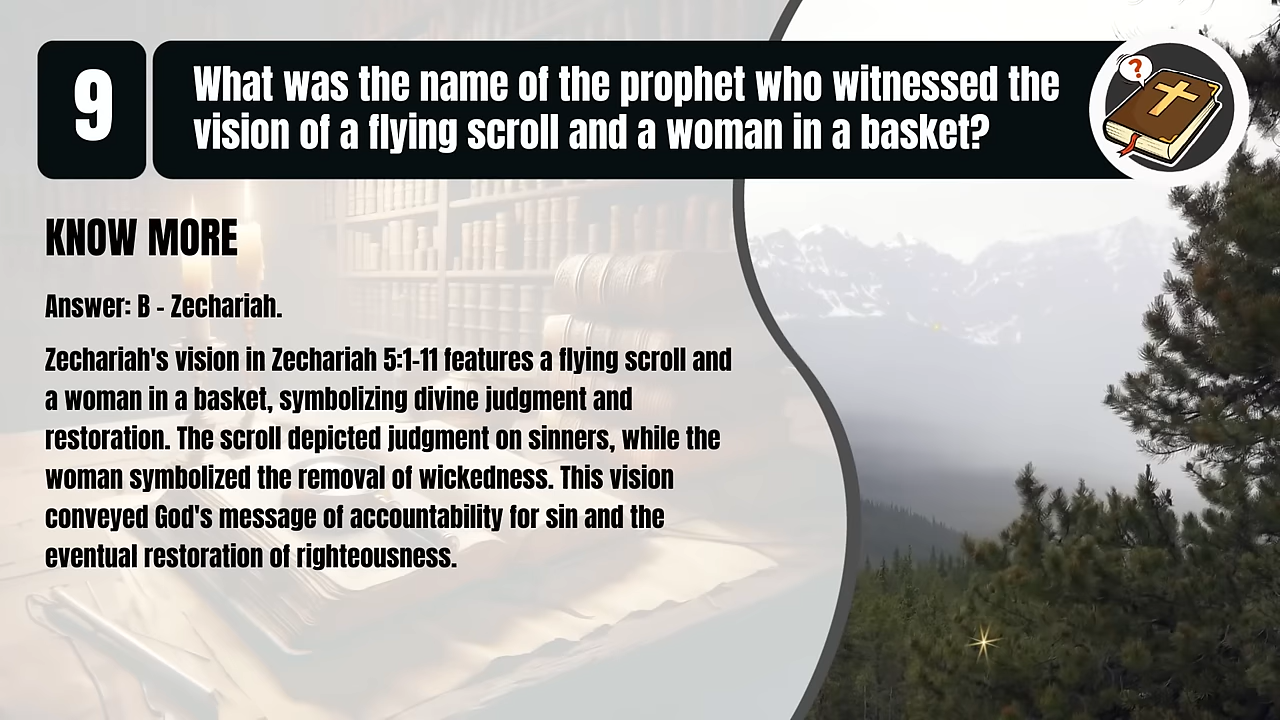 9
What was the name of the prophet who witnessed the
vision of a flying scroll and a woman in a basket?
?
KNOW MORE
Answer: B - Zechariah.
Zechariah's vision in Zechariah 5:1-11 features a flying scroll and
a woman in a basket, symbolizing divine judgment and
restoration. The scroll depicted judgment on sinners, while the
woman symbolized the removal of wickedness. This vision
conveyed God's message of accountability for sin and the
eventual restoration of righteousness.